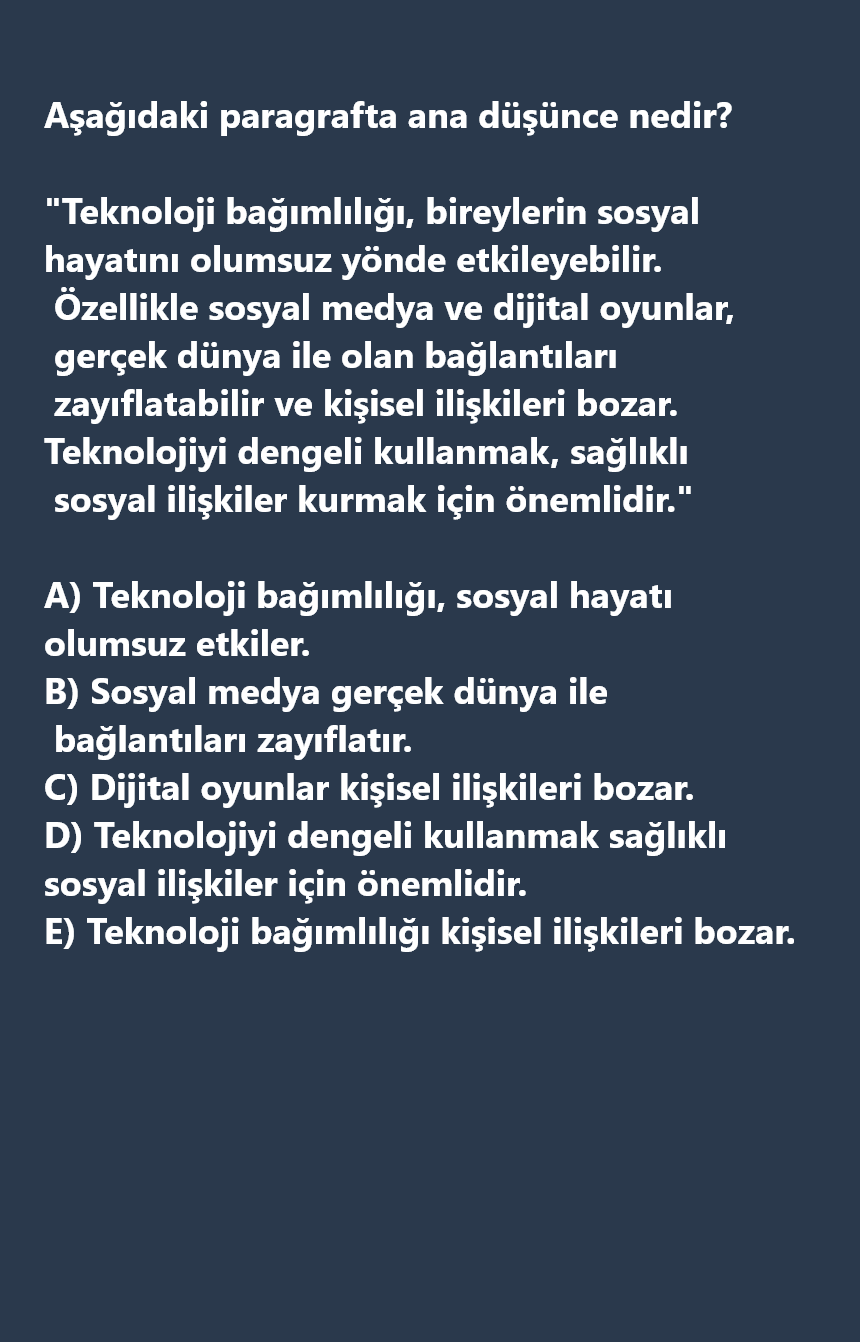 Aşağıdaki paragrafta ana düşünce nedir?
"Teknoloji bağımlılığı, bireylerin sosyal
hayatını olumsuz yönde etkileyebilir.
Özellikle sosyal medya ve dijital oyunlar,
gerçek dünya ile olan bağlantıları
zayıflatabilir ve kişisel ilişkileri bozar.
Teknolojiyi dengeli kullanmak, sağlıklı
sosyal ilişkiler kurmak için önemlidir."
A) Teknoloji bağımlılığı, sosyal hayatı
olumsuz etkiler.
B) Sosyal medya gerçek dünya ile
bağlantıları zayıflatır.
C) Dijital oyunlar kişisel ilişkileri bozar.
D) Teknolojiyi dengeli kullanmak sağlıklı
sosyal ilişkiler için önemlidir.
E) Teknoloji bağımlılığı kişisel ilişkileri bozar.